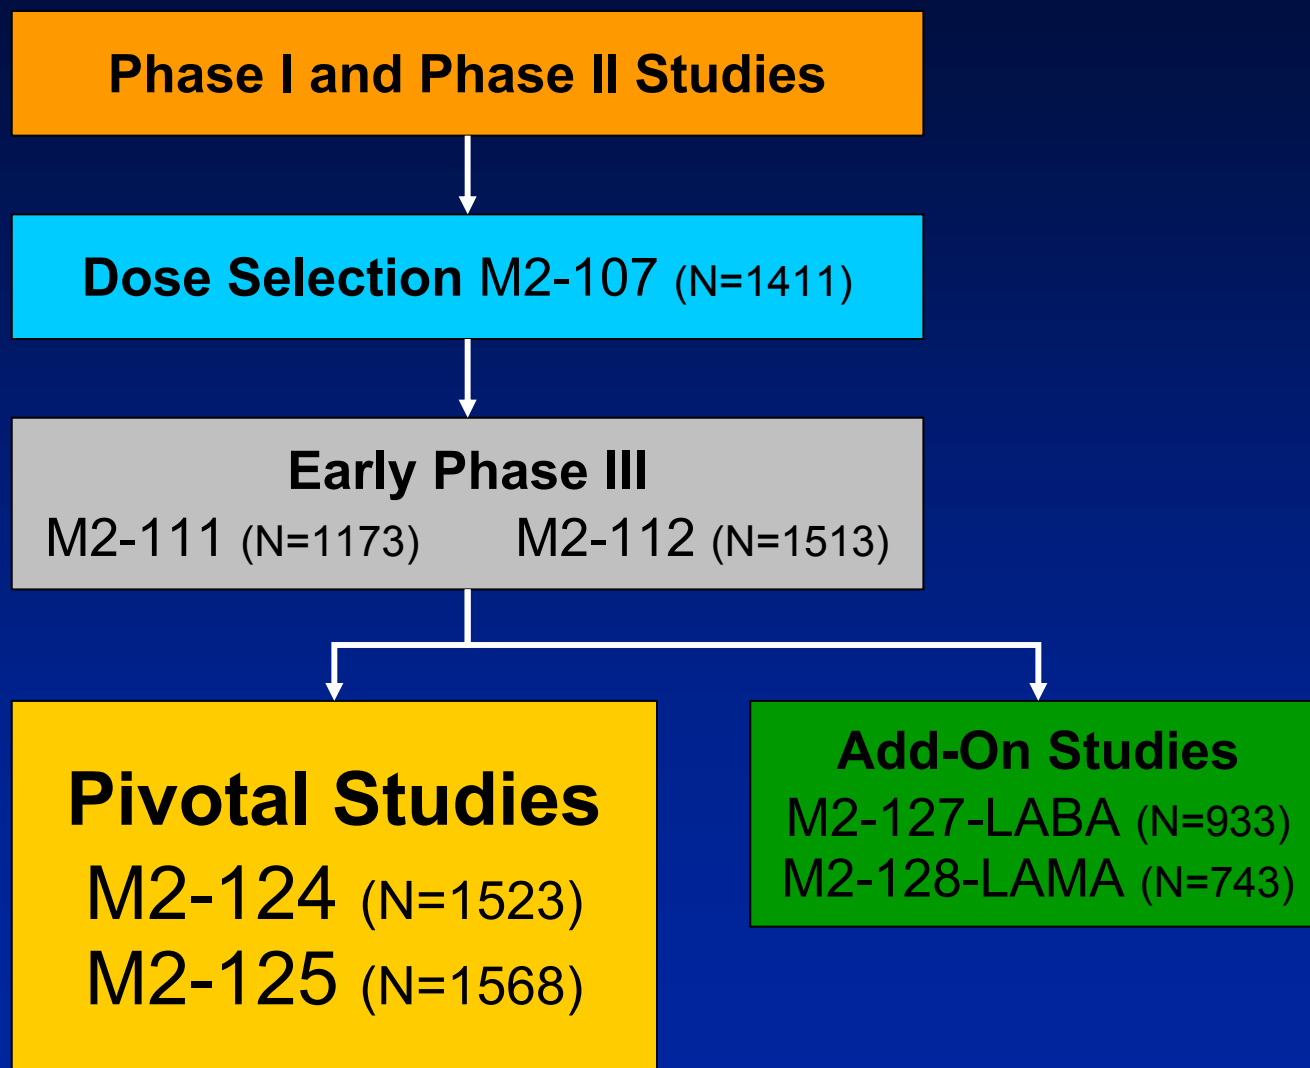 Phase I and Phase II Studies
Dose Selection M2-107 (N=1411)
Early Phase III
M2-111 (N=1173) M2-112 (N=1513)
Pivotal Studies
M2-124 (N=1523)
M2-125 (N=1568)
Add-On Studies
M2-127-LABA (N=933)
M2-128-LAMA (N=743)